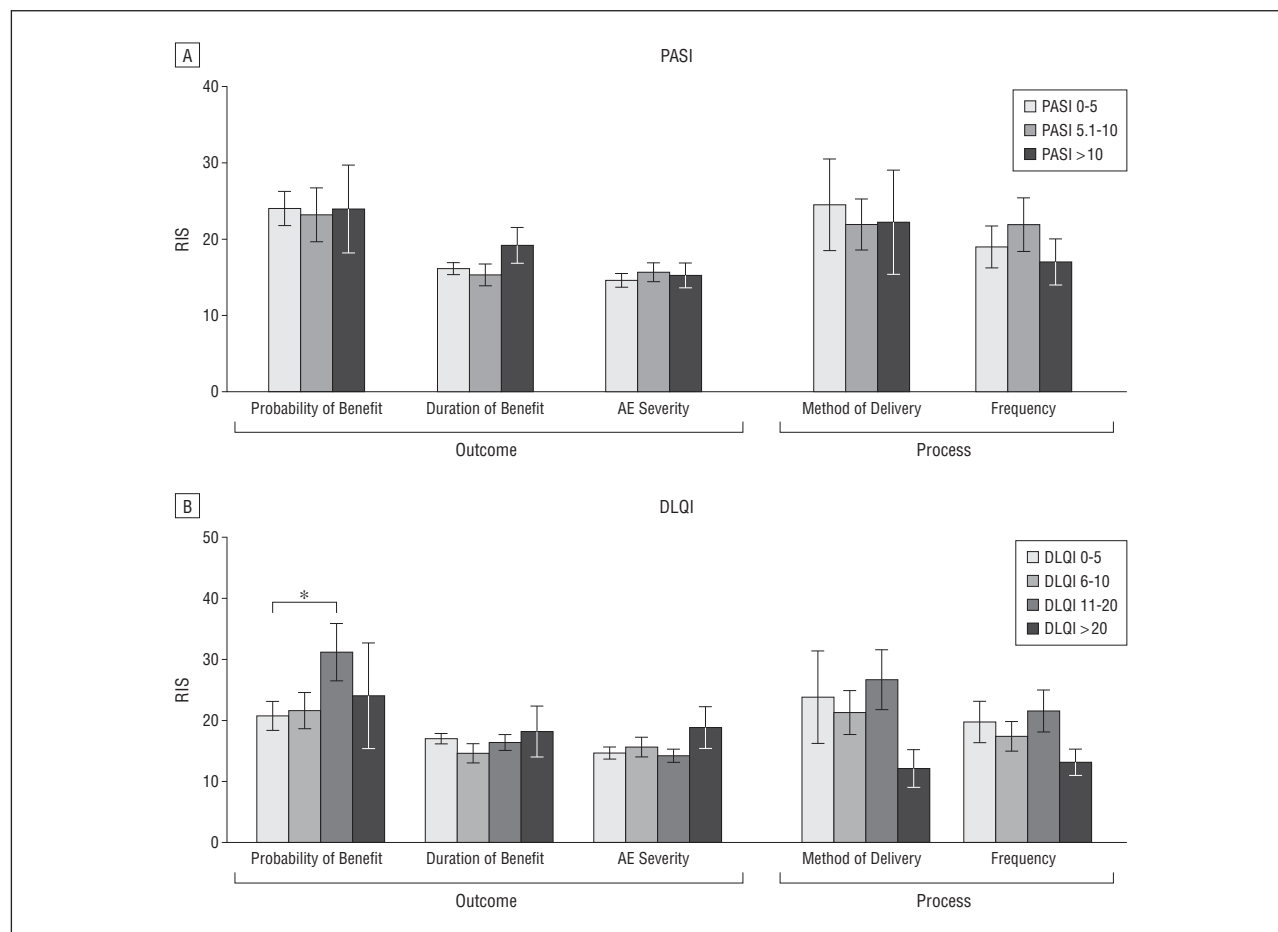 A
PASI
40
30
20
10
0
RIS
PASI 0-5
PASI 5.1-10
PASI >10
Probability of Benefit
Duration of Benefit
AE Severity
Method of Delivery
Frequency
Outcome
Process
B
DLQI
50
40
30
20
10
0
RIS
*
DLQI 0-5
DLQI 6-10
DLQI 11-20
DLQI >20
Probability of Benefit
Duration of Benefit
AE Severity
Method of Delivery
Frequency
Outcome
Process